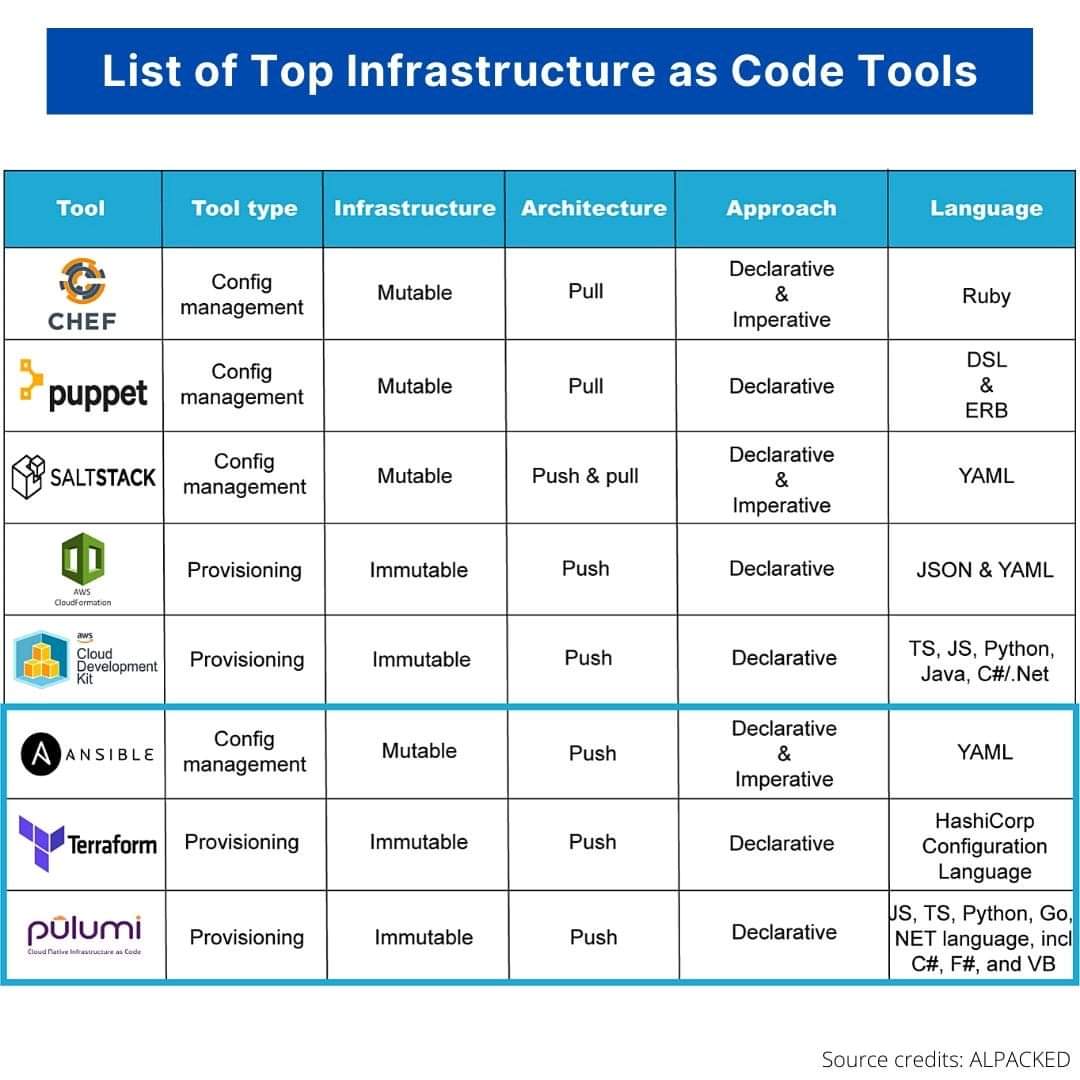 List of Top Infrastructure as Code Tools
Tool Tool type Infrastructure Architecture Approach Language
CHEF
Config
management
Mutable
Pull
Declarative
&
Imperative
Ruby
puppet
Config
management
Mutable
Pull
Declarative
DSL
&
ERB
SALTSTACK
Config
management
Mutable
Push & pull
Declarative
&
Imperative
YAML
AWS
CloudFormation
Provisioning
Immutable
Push
Declarative
JSON & YAML
aws
Cloud
Development
Kit
Provisioning
Immutable
Push
Declarative
TS, JS, Python,
Java, C#/.Net
A ANSIBLE
Config
management
Mutable
Push
Declarative
&
Imperative
YAML
Terraform
Provisioning
Immutable
Push
Declarative
HashiCorp
Configuration
Language
pulumi
Cloud Native Infrastructure as Code
Provisioning
Immutable
Push
Declarative
JS, TS, Python, Go,
NET language, incl
C#, F#, and VB
Source credits: ALPACKED